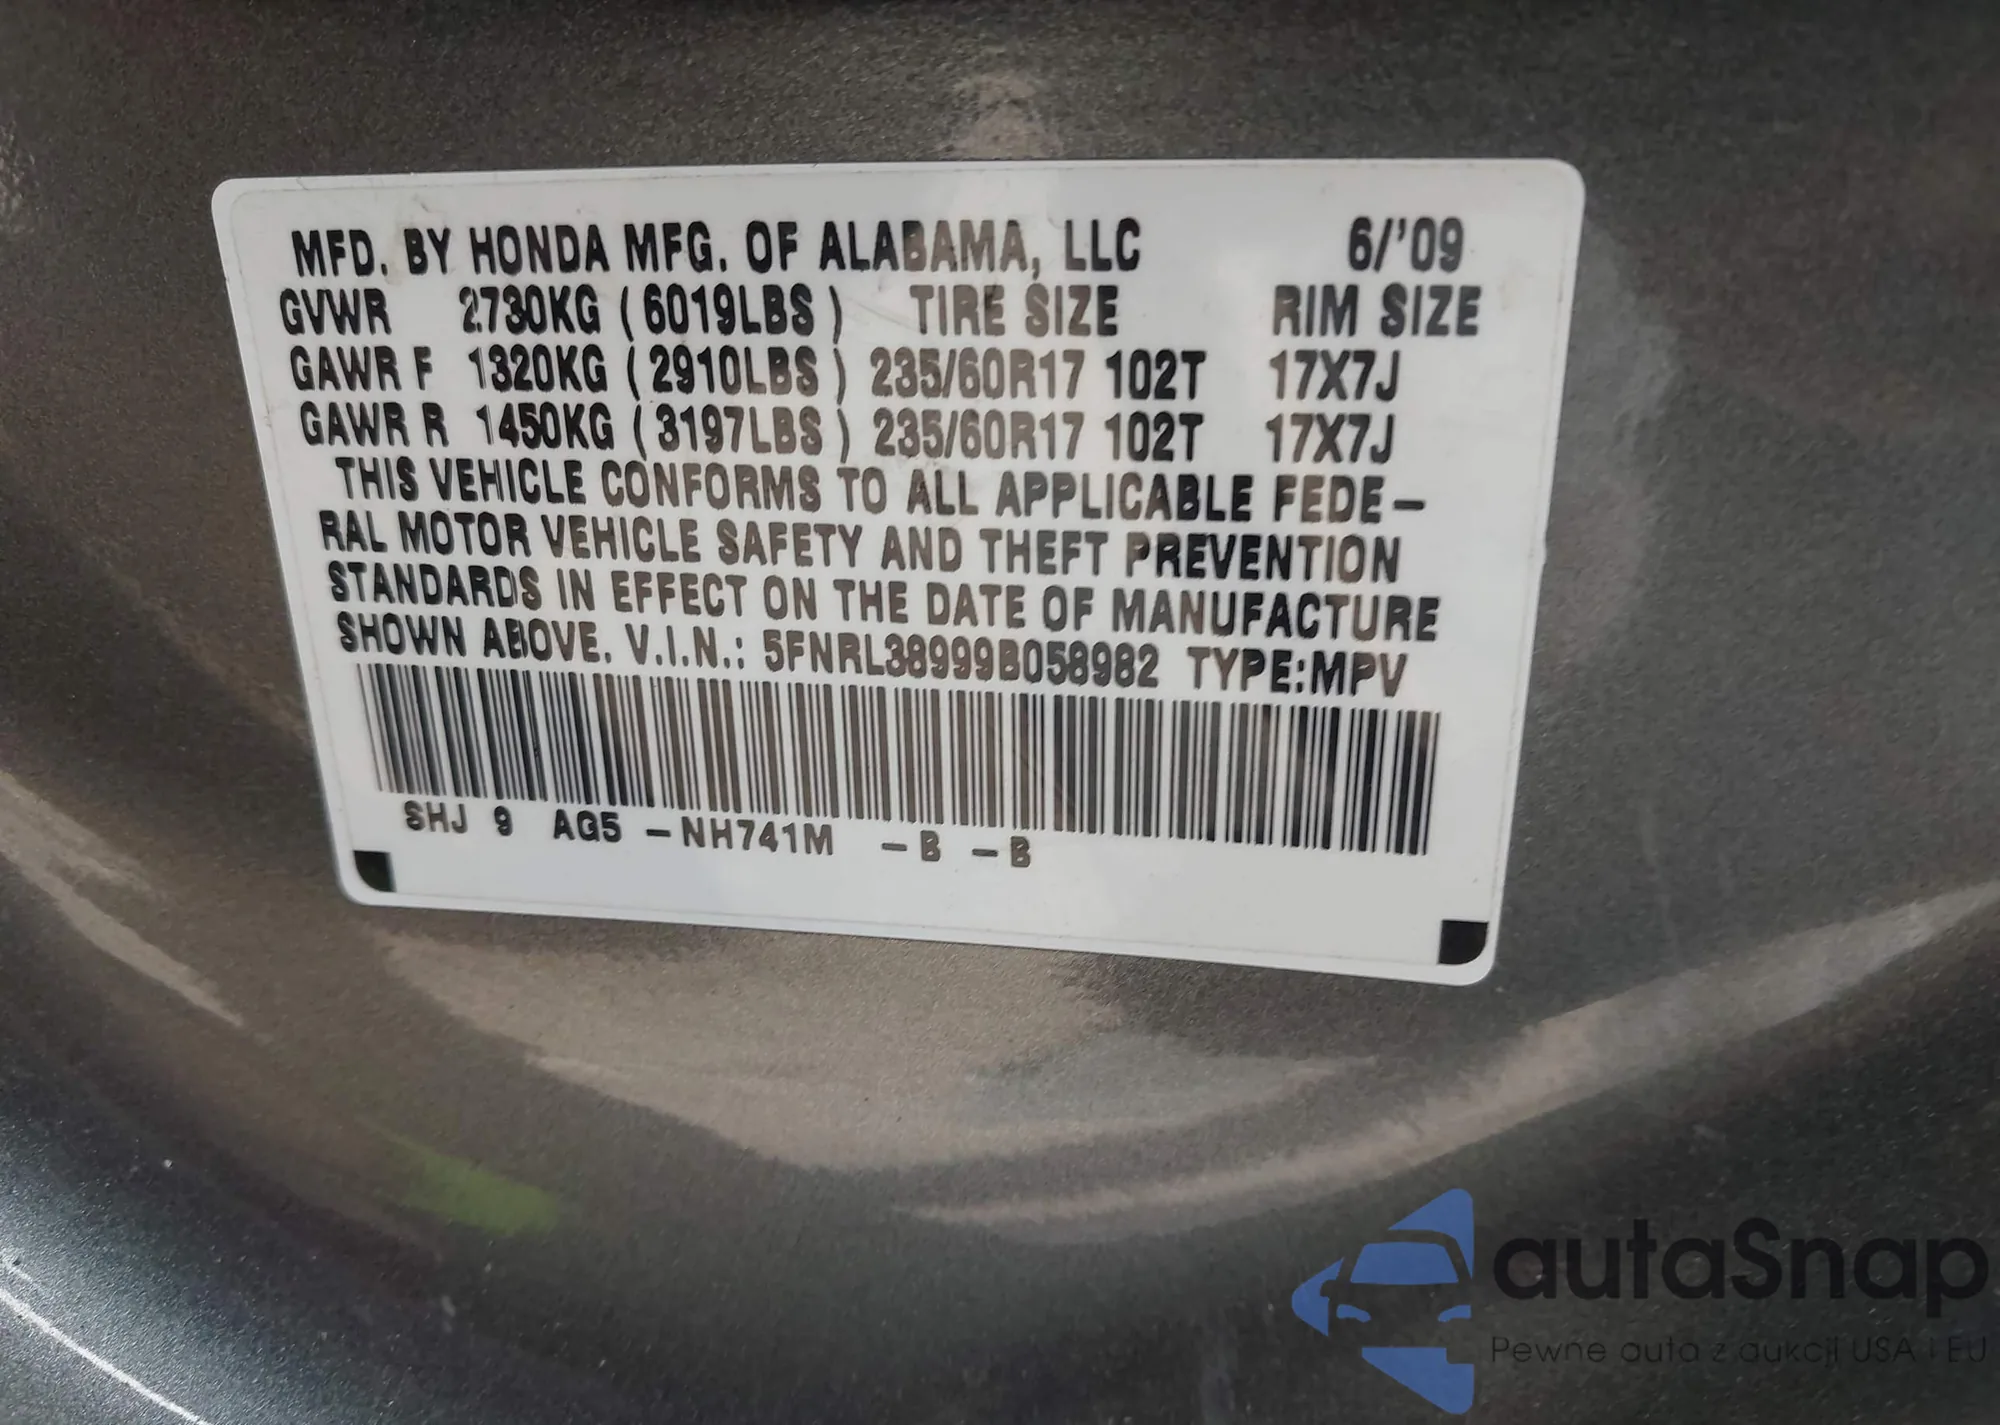 MFD. BY HONDA MFG. OF ALABAMA, LLC 6/'09
GVWR 2730KG (6019LBS) TIRE SIZE RIM SIZE
GAWR F 1320KG (2910LBS) 235/60R17 102T 17X7J
GAWR R 1450KG (3197LBS) 235/60R17 102T 17X7J
THIS VEHICLE CONFORMS TO ALL APPLICABLE FEDE-
RAL MOTOR VEHICLE SAFETY AND THEFT PREVENTION
STANDARDS IN EFFECT ON THE DATE OF MANUFACTURE
SHOWN ABOVE. V.I.N.: 5FNRL38999B058982 TYPE:MPV
SHJ 9 AG5 -NH741M -B -B
autaSnap
Pewne auta z aukcji USA i EU